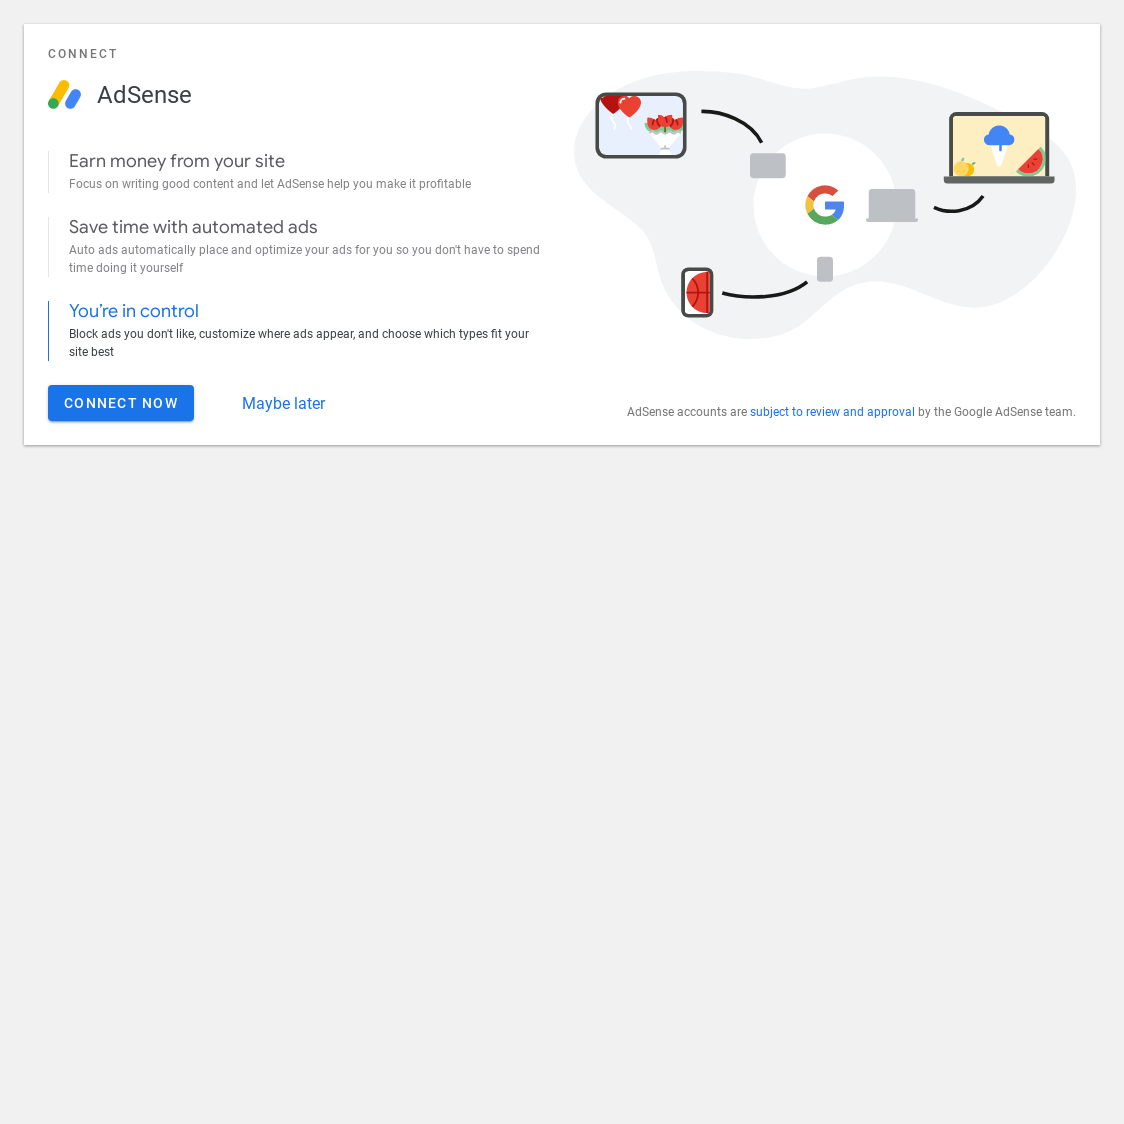 CONNECT
AdSense
Earn money from your site
Focus on writing good content and let AdSense help you make it profitable
Save time with automated ads
Auto ads automatically place and optimize your ads for you so you don't have to spend
time doing it yourself
You're in control
Block ads you don't like, customize where ads appear, and choose which types fit your
site best
CONNECT NOW
Maybe later
AdSense accounts are subject to review and approval by the Google AdSense team.